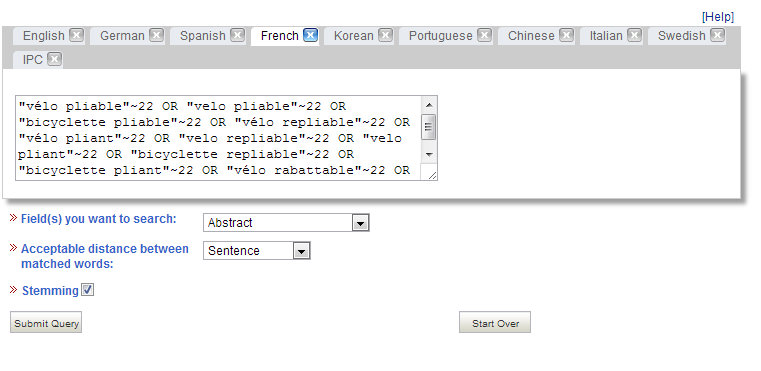 [Help]
English German Spanish French Korean Portuguese Chinese Italian Swedish
IPC
"vélo pliable"~22 OR "velo pliable"~22 OR
"bicyclette pliable"~22 OR "vélo repliable"~22 OR
"vélo pliant"~22 OR "velo repliable"~22 OR "velo
pliant"~22 OR "bicyclette repliable"~22 OR
"bicyclette pliant"~22 OR "vélo rabattable"~22 OR
Field(s) you want to search: Abstract
Acceptable distance between Sentence
matched words:
Stemming
Submit Query Start Over